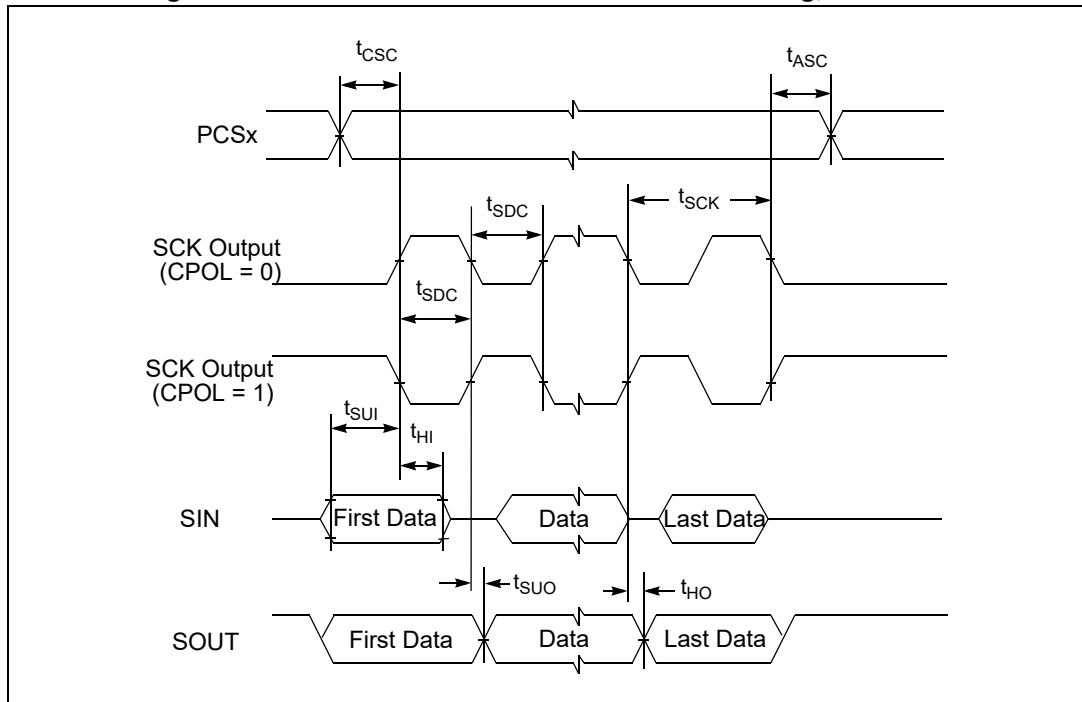 tCSC
tASC
PCSx
tSCK
tSDC
SCK Output
(CPOL = 0)
tSDC
SCK Output
(CPOL = 1)
tSUI
tHI
SIN
First Data
Data
Last Data
tSUO
tHO
SOUT
First Data
Data
Last Data